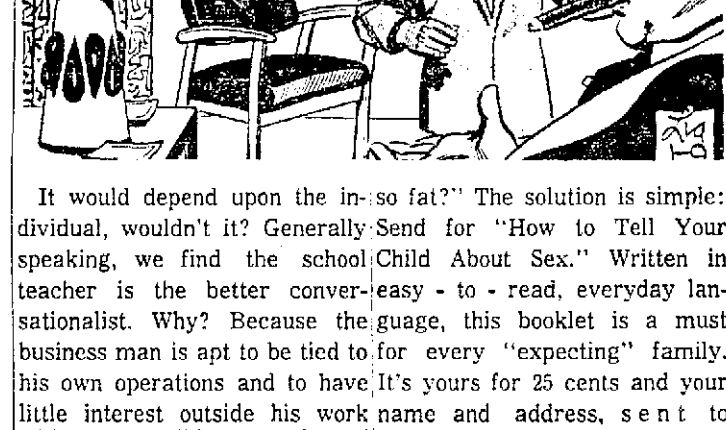 It would depend upon the in-
dividual, wouldn't it? Generally
speaking, we find the school
teacher is the better conver-
sationalist. Why? Because the
business man is apt to be tied to
his own operations and to have
little interest outside his work
so fat?" The solution is simple:
Send for "How to Tell Your
Child About Sex." Written in
easy - to - read, everyday lan-
guage, this booklet is a must
for every "expecting" family.
It's yours for 25 cents and your
name and address, sent to